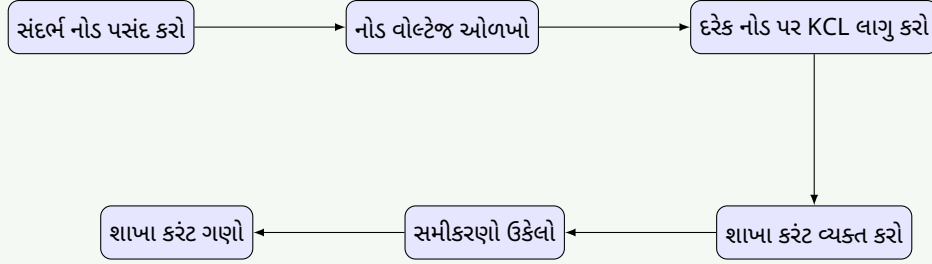 સંદર્ભ નોડ પસંદ કરો
નોડ વોલ્ટેજ ઓળખો
દરેક નોડ પર KCL લાગુ કરો
શાખા કરંટ વ્યક્ત કરો
સમીકરણો ઉકેલો
શાખા કરંટ ગણો